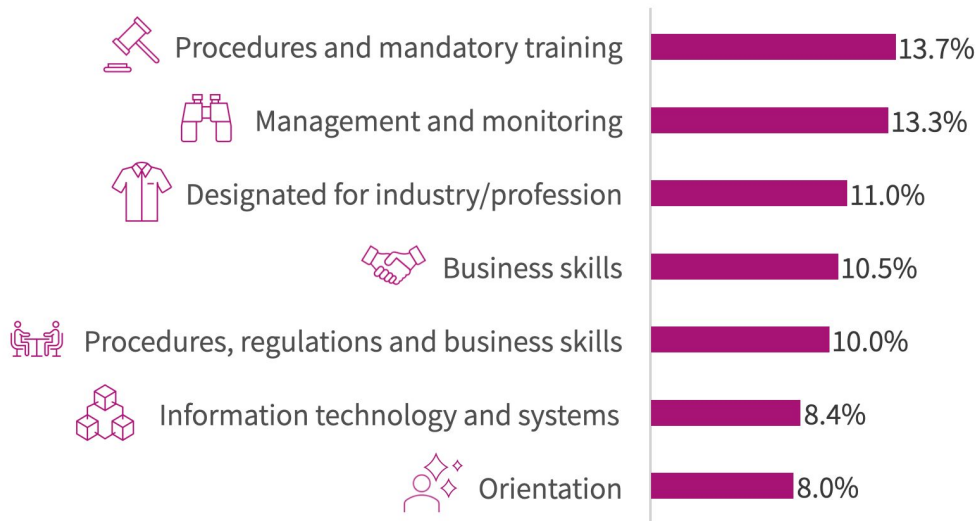 Procedures and mandatory training 13.7%
Management and monitoring 13.3%
Designated for industry/profession 11.0%
Business skills 10.5%
Procedures, regulations and business skills 10.0%
Information technology and systems 8.4%
Orientation 8.0%